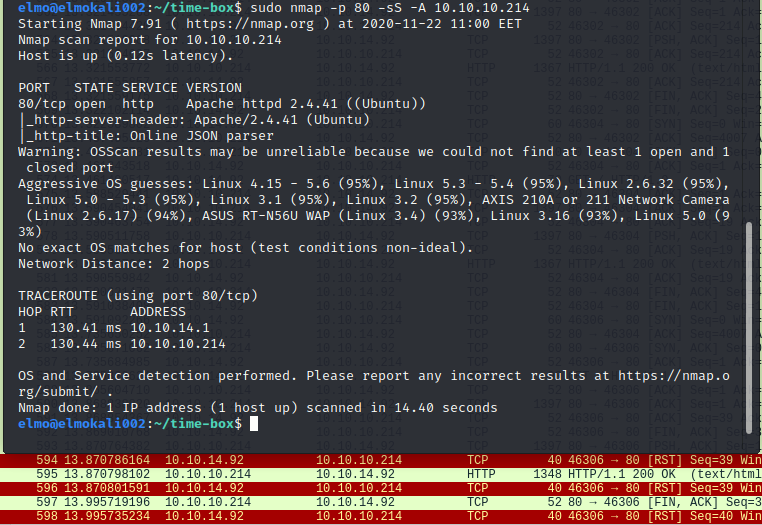 elmo@elmokali002:~/time-box$ sudo nmap -p 80 -sS -A 10.10.10.214
Starting Nmap 7.91 ( https://nmap.org ) at 2020-11-22 11:00 EET
Nmap scan report for 10.10.10.214
Host is up (0.12s latency).
PORT   STATE SERVICE VERSION
80/tcp open  http    Apache httpd 2.4.41 ((Ubuntu))
|_http-server-header: Apache/2.4.41 (Ubuntu)
|_http-title: Online JSON parser
Warning: OSScan results may be unreliable because we could not find at least 1 open and 1
 closed port
Aggressive OS guesses: Linux 4.15 - 5.6 (95%), Linux 5.3 - 5.4 (95%), Linux 2.6.32 (95%),
 Linux 5.0 - 5.3 (95%), Linux 3.1 (95%), Linux 3.2 (95%), AXIS 210A or 211 Network Camera
 (Linux 2.6.17) (94%), ASUS RT-N56U WAP (Linux 3.4) (93%), Linux 3.16 (93%), Linux 5.0 (9
3%)
No exact OS matches for host (test conditions non-ideal).
Network Distance: 2 hops
TRACEROUTE (using port 80/tcp)
HOP RTT       ADDRESS
1   130.41 ms 10.10.14.1
2   130.44 ms 10.10.10.214
OS and Service detection performed. Please report any incorrect results at https://nmap.o
rg/submit/ .
Nmap done: 1 IP address (1 host up) scanned in 14.40 seconds
elmo@elmokali002:~/time-box$
594 13.870786164 10.10.14.92 10.10.10.214 TCP 40 46306 → 80 [RST] Seq=39 Win
595 13.870798102 10.10.10.214 10.10.14.92 HTTP 1348 HTTP/1.1 200 OK  (text/html
596 13.870801591 10.10.14.92 10.10.10.214 TCP 40 46306 → 80 [RST] Seq=39 Win
597 13.995719196 10.10.10.214 10.10.14.92 TCP 52 80 → 46306 [FIN, ACK] Seq=
598 13.995735234 10.10.14.92 10.10.10.214 TCP 40 46306 → 80 [RST] Seq=40 Win